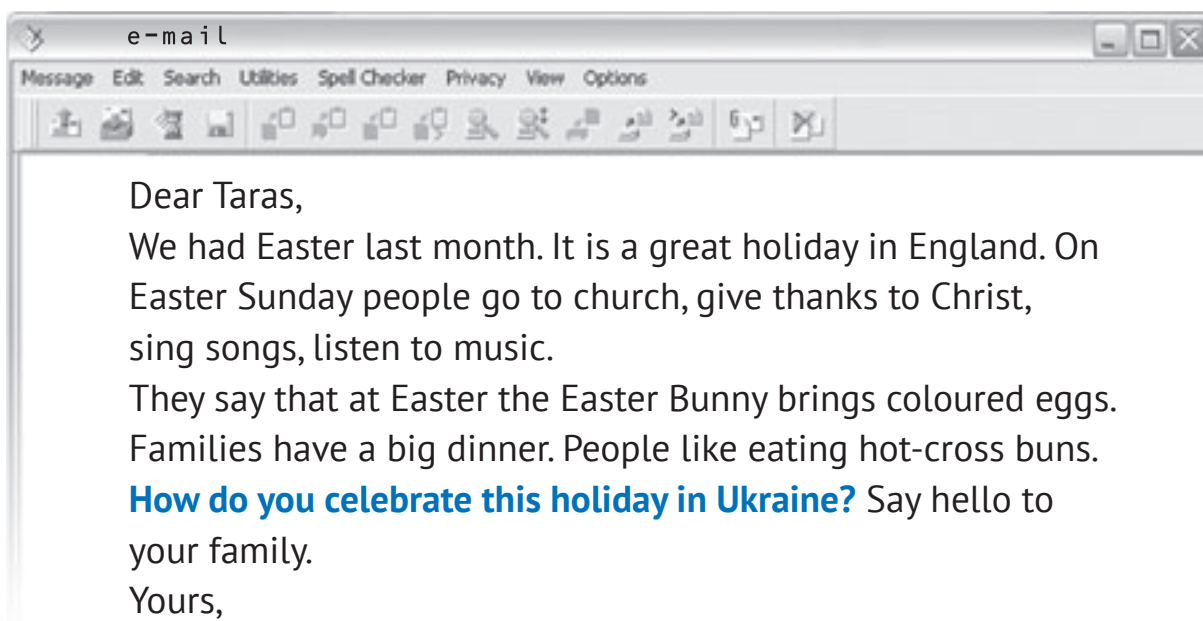 e-mail
Message Edit Search Utilities Spell Checker Privacy View Options
Dear Taras,
We had Easter last month. It is a great holiday in England. On
Easter Sunday people go to church, give thanks to Christ,
sing songs, listen to music.
They say that at Easter the Easter Bunny brings coloured eggs.
Families have a big dinner. People like eating hot-cross buns.
How do you celebrate this holiday in Ukraine? Say hello to
your family.
Yours,